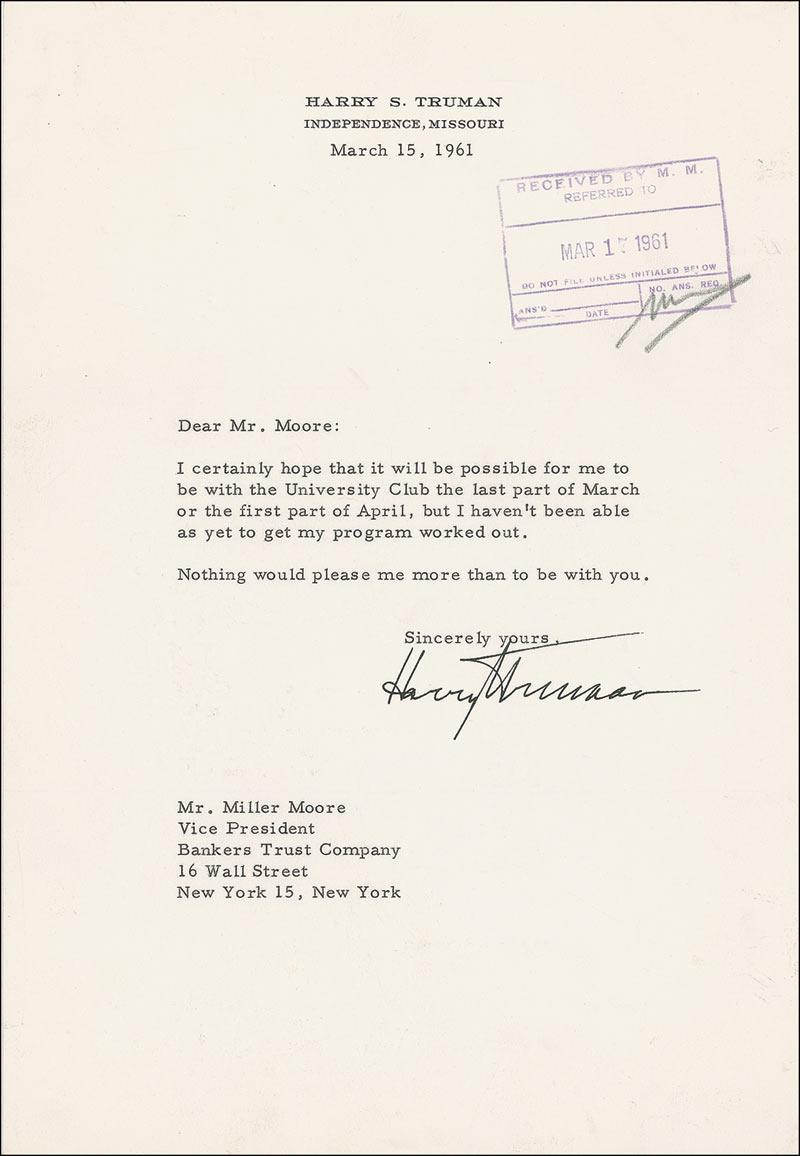 HARRY S. TRUMAN
INDEPENDENCE, MISSOURI
March 15, 1961
RECEIVED BY M. M.
REFERRED TO
MAR 17 1961
DO NOT FILE UNLESS INITIALED BELOW
NO. ANS. REQ.
ANS'D
DATE
Dear Mr. Moore:
I certainly hope that it will be possible for me to
be with the University Club the last part of March
or the first part of April, but I haven't been able
as yet to get my program worked out.
Nothing would please me more than to be with you.
Sincerely yours,
Harry Truman
Mr. Miller Moore
Vice President
Bankers Trust Company
16 Wall Street
New York 15, New York